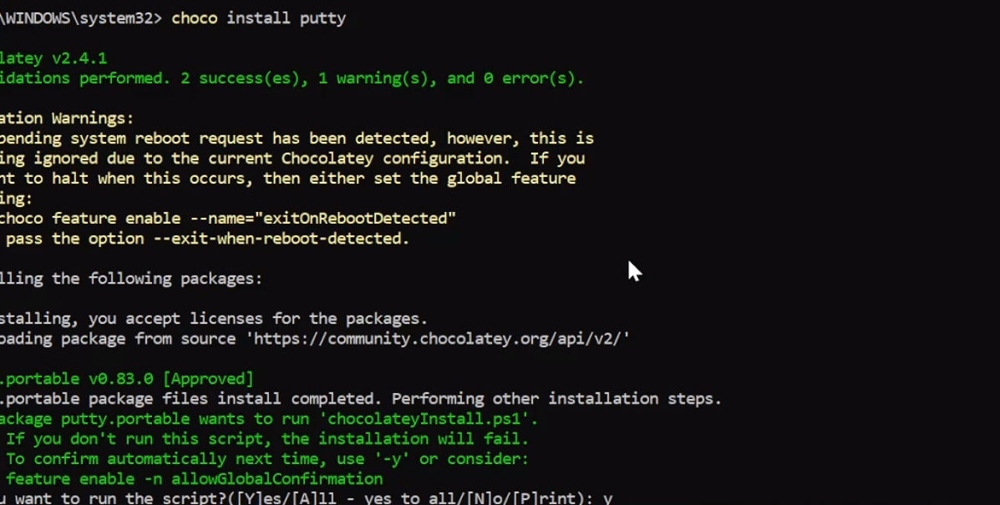 \WINDOWS\system32> choco install putty
latey v2.4.1
idations performed. 2 success(es), 1 warning(s), and 0 error(s).
ation Warnings:
pending system reboot request has been detected, however, this is
ing ignored due to the current Chocolatey configuration.  If you
nt to halt when this occurs, then either set the global feature
ing:
choco feature enable --name="exitOnRebootDetected"
pass the option --exit-when-reboot-detected.
lling the following packages:
stalling, you accept licenses for the packages.
oading package from source 'https://community.chocolatey.org/api/v2/'
.portable v0.83.0 [Approved]
.portable package files install completed. Performing other installation steps.
ackage putty.portable wants to run 'chocolateyInstall.ps1'.
If you don't run this script, the installation will fail.
To confirm automatically next time, use '-y' or consider:
feature enable -n allowGlobalConfirmation
u want to run the script?([Y]es/[A]ll - yes to all/[N]o/[P]rint): y